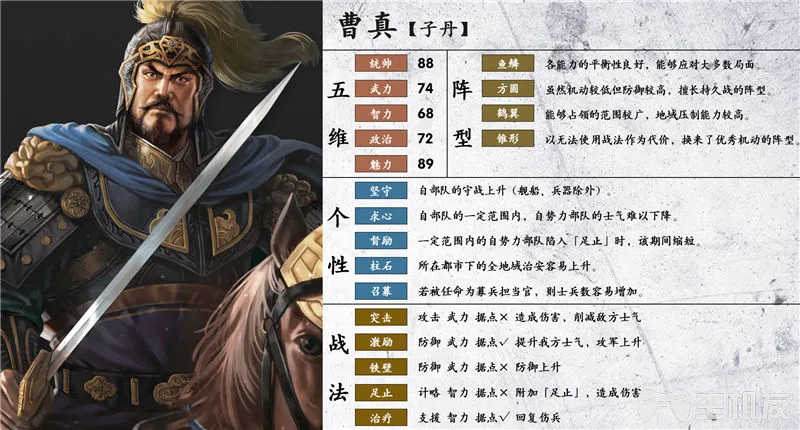 曹真【子丹】
五维
统帅 88
武力 74
智力 68
政治 72
魅力 89
阵型
鱼鳞 各能力的平衡性良好，能够应对大多数局面。
方圆 虽然机动较低但防御较高，擅长持久战的阵型。
鹤翼 能够占领的范围较广，地域压制能力较高。
锥形 以无法使用战法作为代价，换来了优秀机动的阵型。
个性
坚守 自部队的守战上升（舰船、兵器除外）。
求心 自部队的一定范围内，自势力部队的士气难以下降。
督励 一定范围内的自势力部队陷入「足止」时，该期间缩短。
柱石 所在都市下的全地域治安容易上升。
召募 若被任命为募兵担当官，则士兵数容易增加。
战法
突击 攻击 武力 据点× 造成伤害，削减敌方士气
激励 防御 武力 据点√ 提升我方士气，攻军上升
铁壁 防御 武力 据点× 防御上升
足止 计略 智力 据点× 附加「足止」，造成伤害
治疗 支援 智力 据点√ 回复伤兵